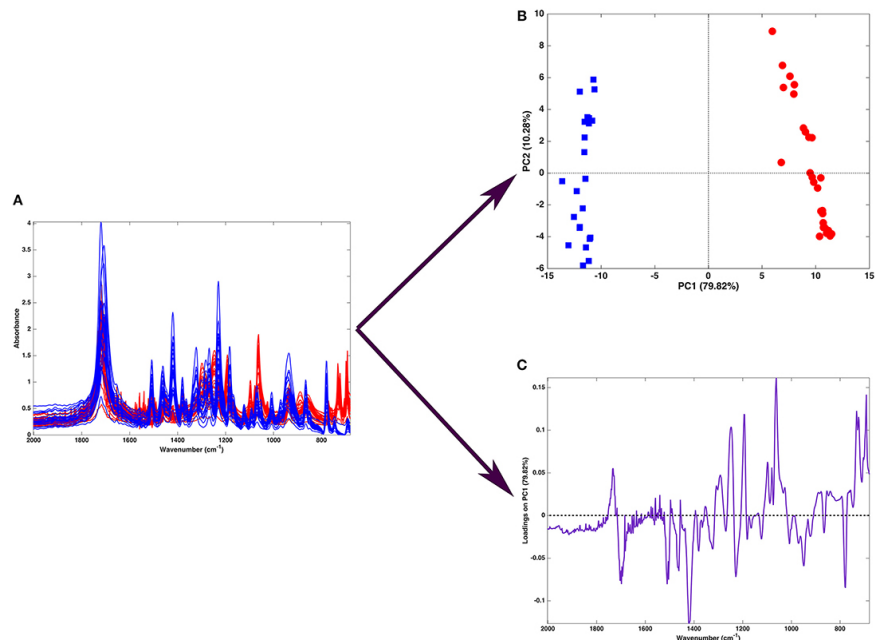 A
4
3.5
3
2.5
2
1.5
1
0.5
0
Absorbance
2000 1800 1600 1400 1200 1000 800
Wavenumber (cm-1)
B
10
8
6
4
2
0
-2
-4
-6
PC2 (10.28%)
-15 -10 -5 0 5 10 15
PC1 (79.82%)
C
0.15
0.1
0.05
0
-0.05
-0.1
Loadings on PC1 (79.82%)
2000 1800 1600 1400 1200 1000 800
Wavenumber (cm-1)